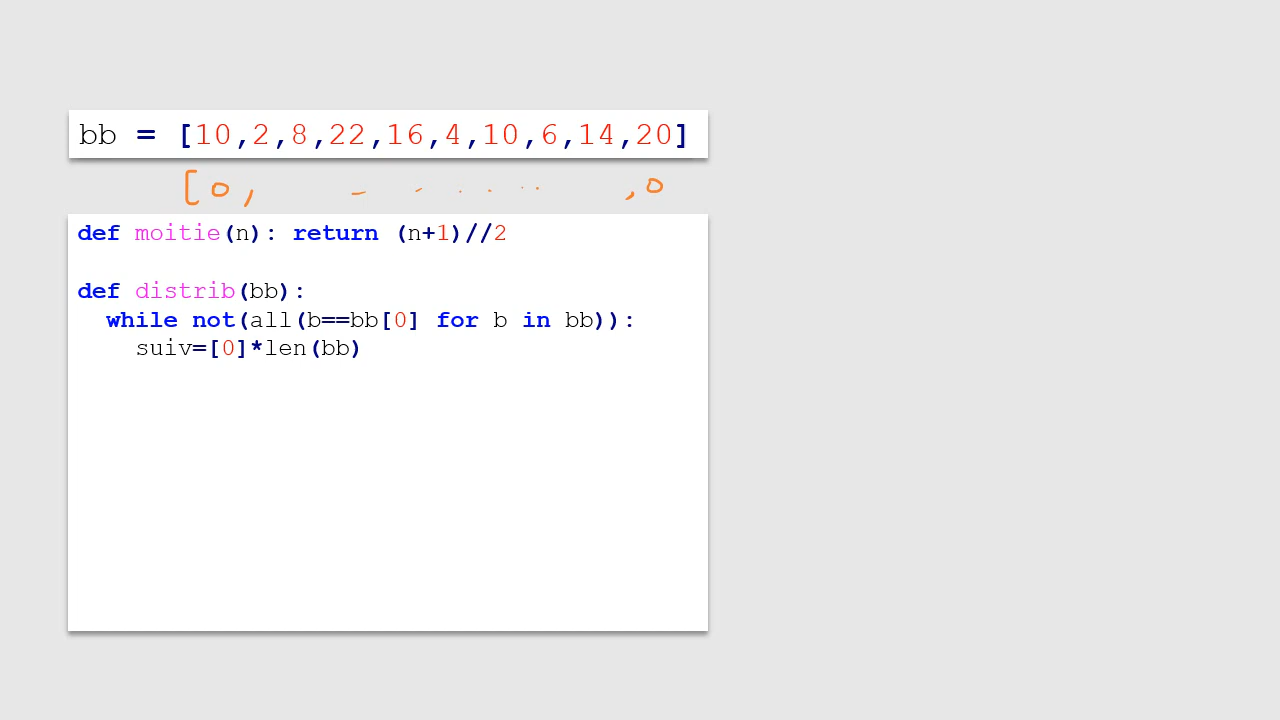 bb = [10,2,8,22,16,4,10,6,14,20]
[0, - - . . . . ,0
def moitie(n): return (n+1)//2
def distrib(bb):
while not(all(b==bb[0] for b in bb)):
suiv=[0]*len(bb)